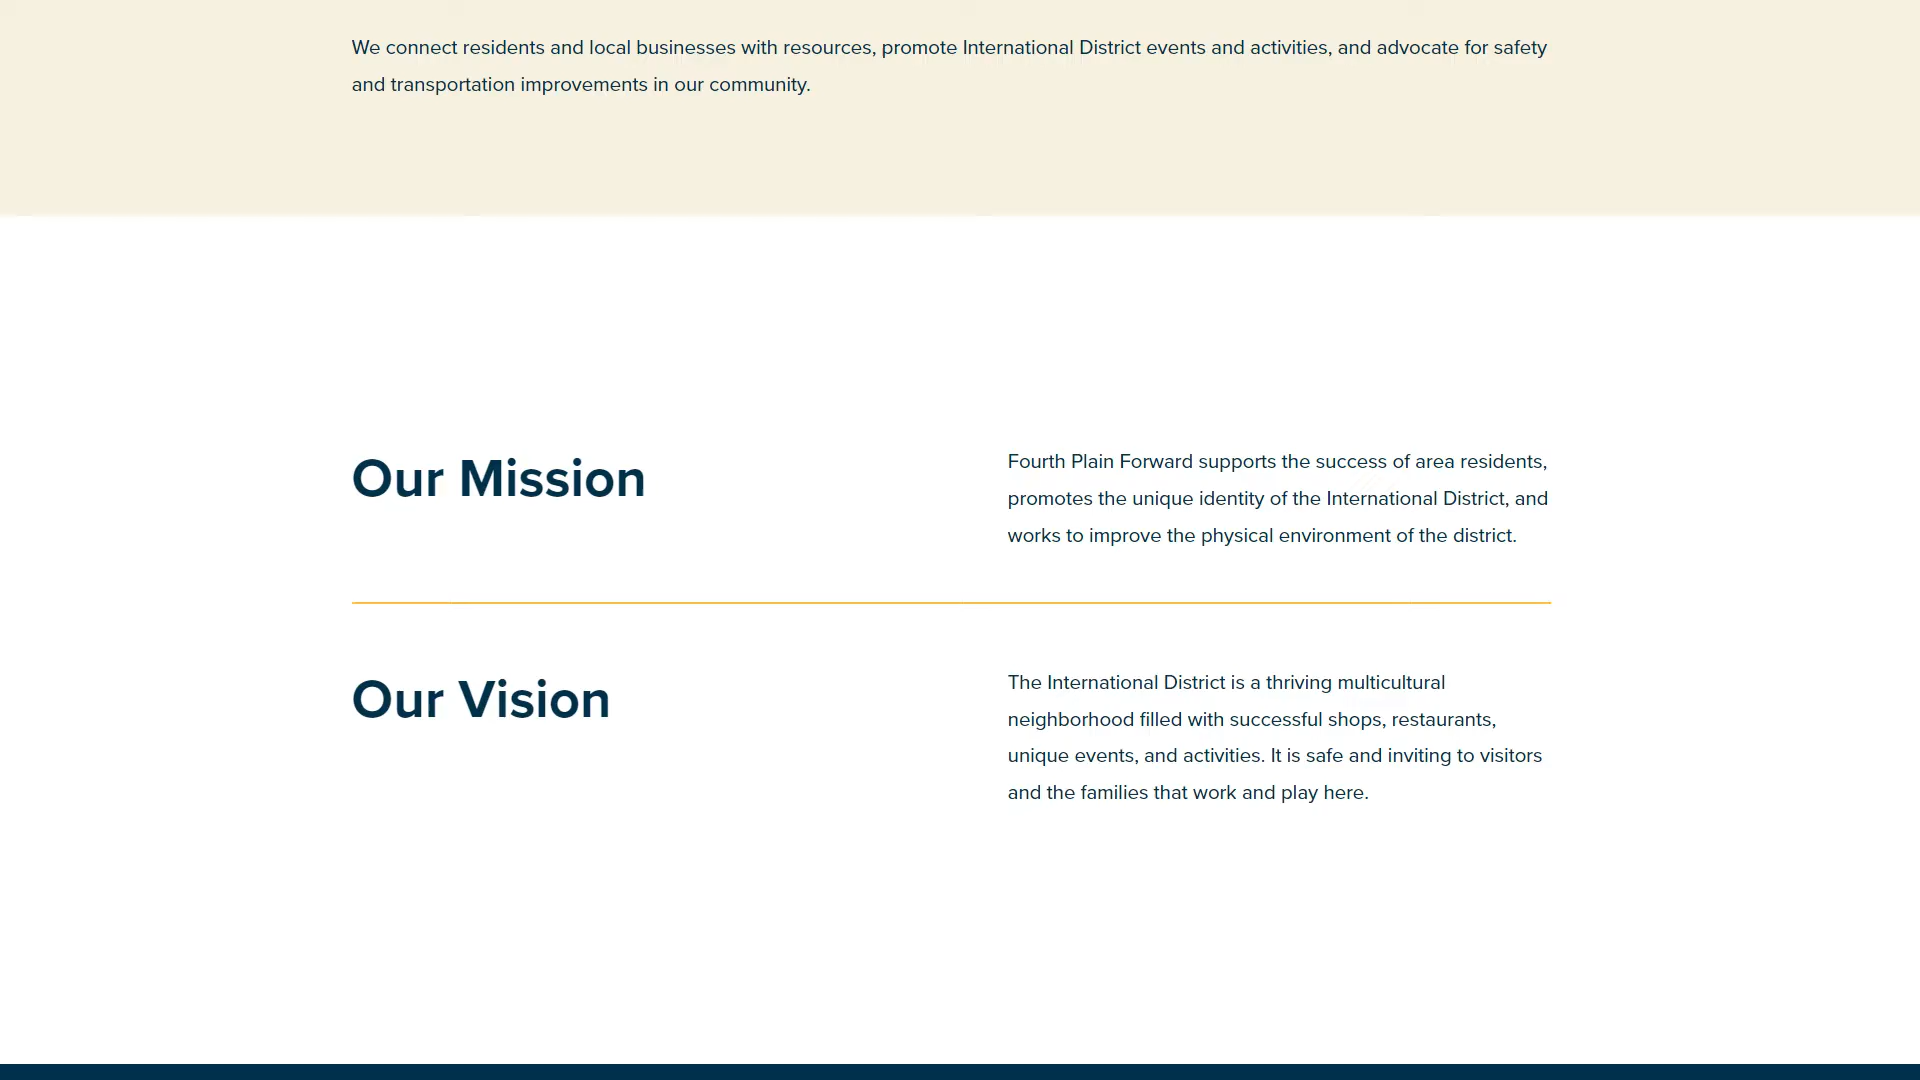 We connect residents and local businesses with resources, promote International District events and activities, and advocate for safety
and transportation improvements in our community.
Our Mission
Fourth Plain Forward supports the success of area residents,
promotes the unique identity of the International District, and
works to improve the physical environment of the district.
Our Vision
The International District is a thriving multicultural
neighborhood filled with successful shops, restaurants,
unique events, and activities. It is safe and inviting to visitors
and the families that work and play here.